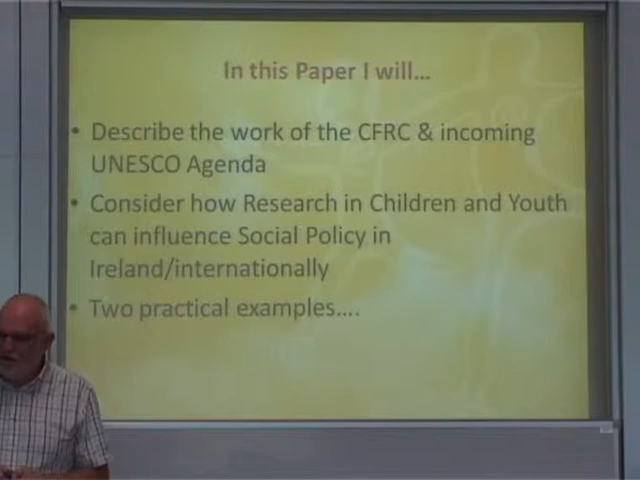 In this Paper I will…
• Describe the work of the CFRC & incoming
UNESCO Agenda
• Consider how Research in Children and Youth
can influence Social Policy in
Ireland/internationally
• Two practical examples….